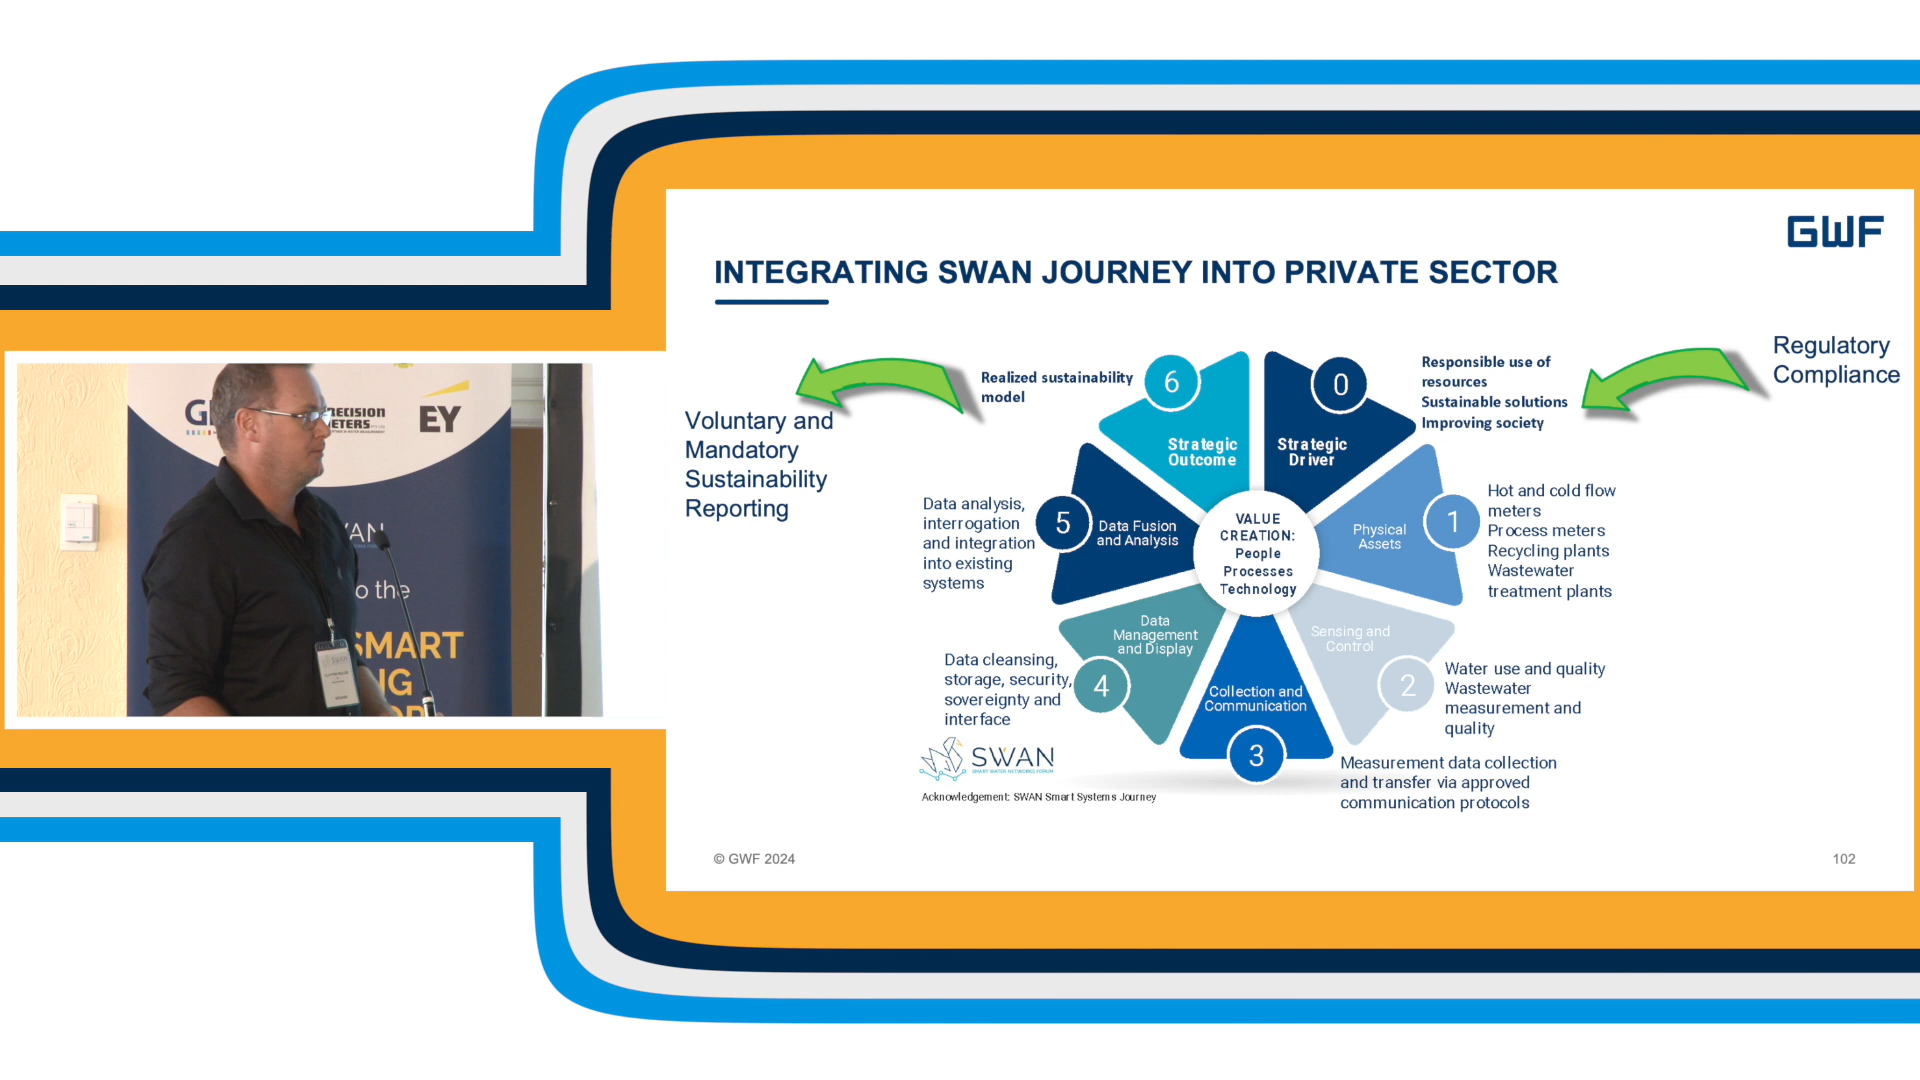 GWF
INTEGRATING SWAN JOURNEY INTO PRIVATE SECTOR
Regulatory
Compliance
Voluntary and
Mandatory
Sustainability
Reporting
Realized sustainability
model
6
Strategic
Outcome
0
Strategic
Driver
Responsible use of
resources
Sustainable solutions
Improving society
VALUE
CREATION:
People
Processes
Technology
1
Physical
Assets
Hot and cold flow
meters
Process meters
Recycling plants
Wastewater
treatment plants
2
Sensing and
Control
Water use and quality
Wastewater
measurement and
quality
3
Collection and
Communication
Measurement data collection
and transfer via approved
communication protocols
4
Data
Management
and Display
Data cleansing,
storage, security,
sovereignty and
interface
5
Data Fusion
and Analysis
Data analysis,
interrogation
and integration
into existing
systems
SWAN
SMART WATER NETWORKS FORUM
Acknowledgement: SWAN Smart Systems Journey
© GWF 2024
102
EY
o the
SMART